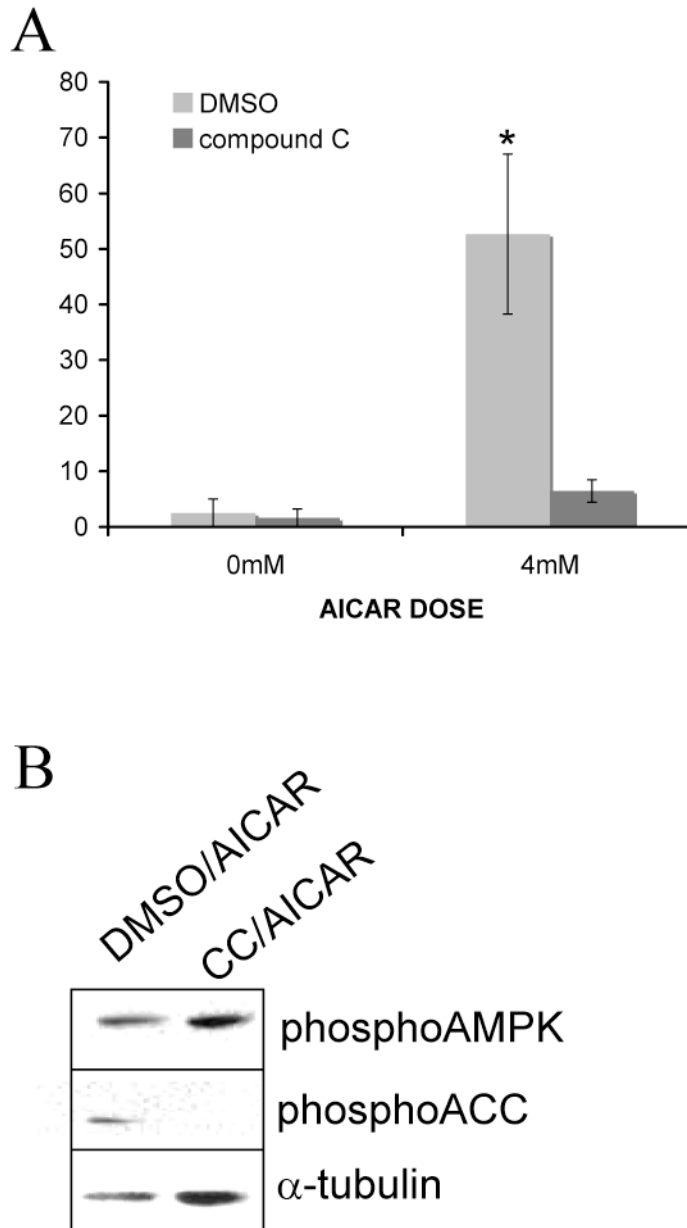 A
80
DMSO
70
compound C
*
60
50
40
30
20
10
0
0mM
4mM
AICAR DOSE
B
DMSO/AICAR
CC/AICAR
phosphoAMPK
phosphoACC
α-tubulin